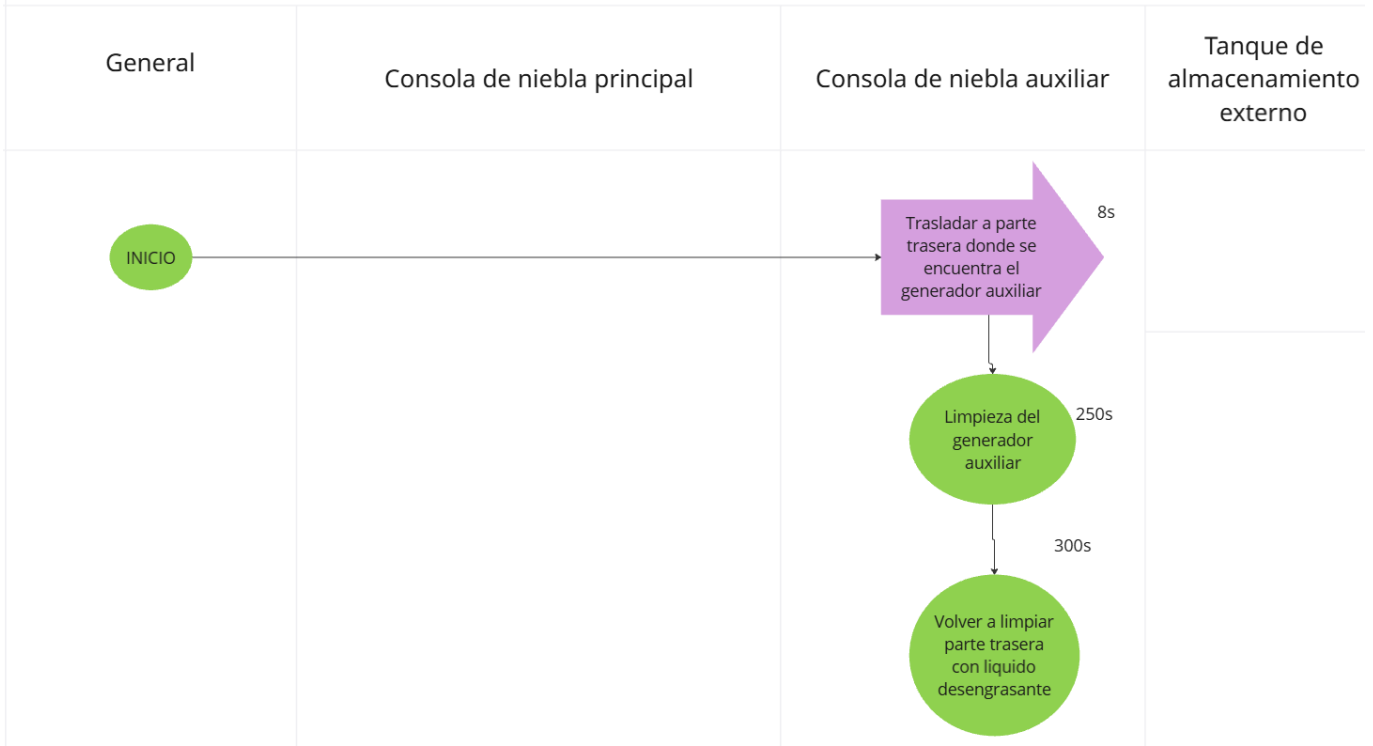 General
Consola de niebla principal
Consola de niebla auxiliar
Tanque de
almacenamiento
externo
INICIO
Trasladar a parte
trasera donde se
encuentra el
generador auxiliar
8s
Limpieza del
generador
auxiliar
250s
300s
Volver a limpiar
parte trasera
con liquido
desengrasante